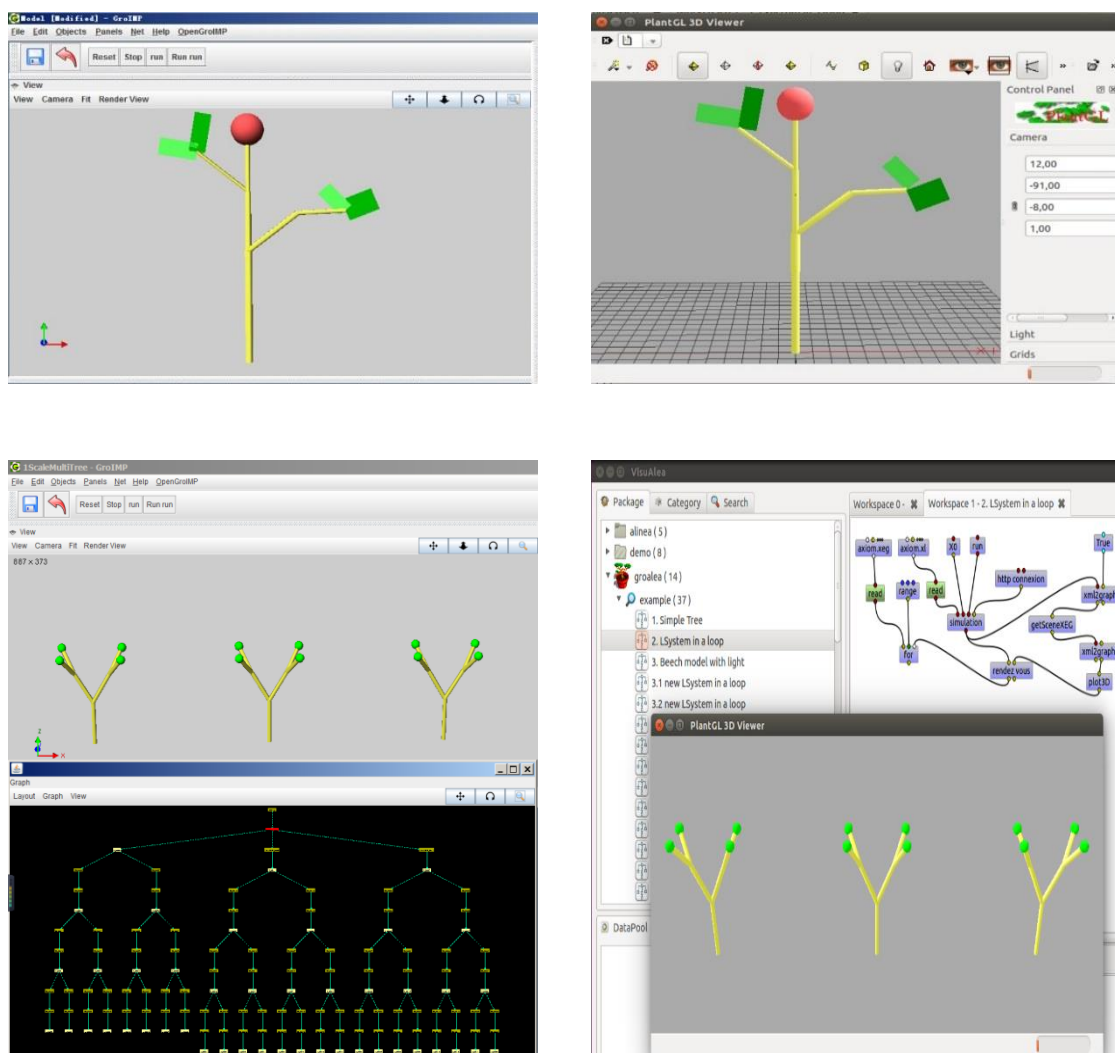 Model [Modified] - GroIMP
File Edit Objects Panels Net Help OpenGroIMP
Reset Stop run Run run
View
View Camera Fit Render View
PlantGL 3D Viewer
Control Panel
PlantGL
Camera
12,00
-91,00
-8,00
1,00
Light
Grids
1ScaleMultiTree - GroIMP
File Edit Objects Panels Net Help OpenGroIMP
Reset Stop run Run run
View
View Camera Fit Render View
887 x 373
z
x
Graph
Layout Graph View
VisuAlea
Package Category Search
alinea ( 5 )
demo ( 8 )
groalea ( 14 )
example ( 37 )
1. Simple Tree
2. LSystem in a loop
3. Beech model with light
3.1 new LSystem in a loop
3.2 new LSystem in a loop
DataPool
Workspace 0 - Workspace 1 - 2. LSystem in a loop
axiom.xeg axiom.xl X0 run True
http connexion
read range read xml2graph
simulation getSceneXEG
for xml2graph
rendez vous
plot3D
PlantGL 3D Viewer